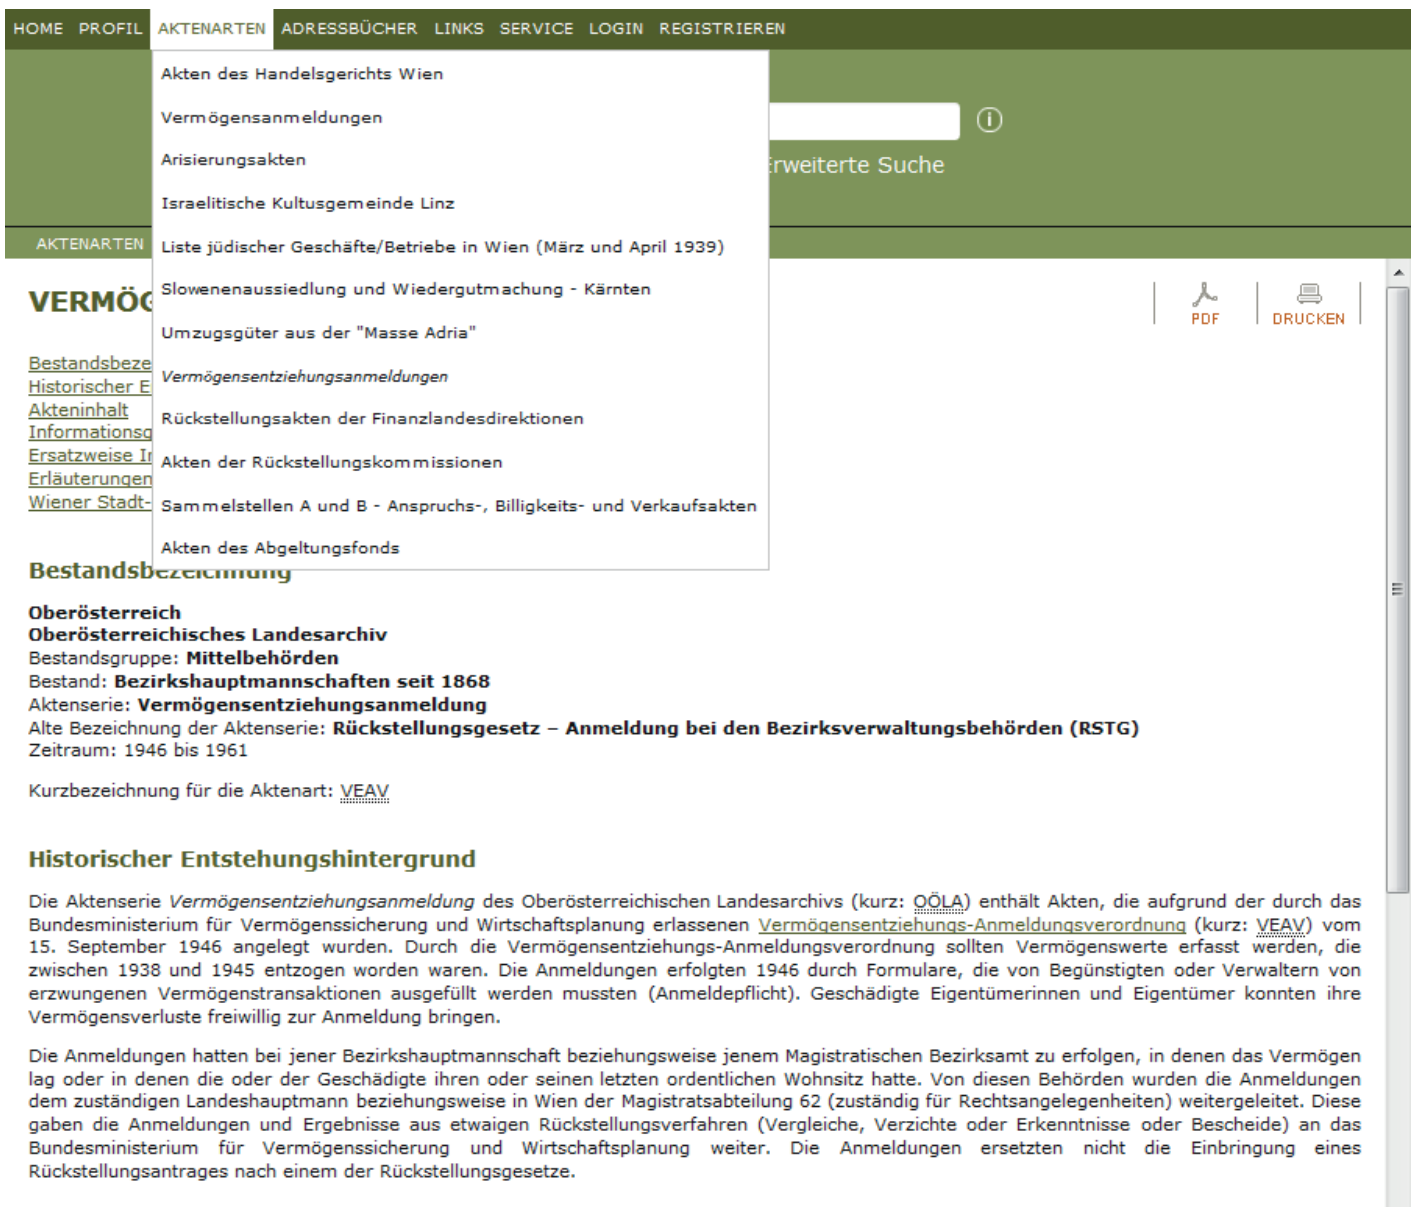 HOME PROFIL AKTENARTEN ADRESSBÜCHER LINKS SERVICE LOGIN REGISTRIEREN
Akten des Handelsgerichts Wien
Vermögensanmeldungen
Arisierungsakten
Israelitische Kultusgemeinde Linz
Liste jüdischer Geschäfte/Betriebe in Wien (März und April 1939)
Slowenenaussiedlung und Wiedergutmachung - Kärnten
Umzugsgüter aus der "Masse Adria"
Vermögensentziehungsanmeldungen
Rückstellungsakten der Finanzlandesdirektionen
Akten der Rückstellungskommissionen
Sammelstellen A und B - Anspruchs-, Billigkeits- und Verkaufsakten
Akten des Abgeltungsfonds
i
Erweiterte Suche
AKTENARTEN
VERMÖG
PDF
DRUCKEN
Bestandsbeze
Historischer E
Akteninhalt
Informationsg
Ersatzweise I
Erläuterungen
Wiener Stadt-
Bestandsbezeichnung
Oberösterreich
Oberösterreichisches Landesarchiv
Bestandsgruppe: Mittelbehörden
Bestand: Bezirkshauptmannschaften seit 1868
Aktenserie: Vermögensentziehungsanmeldung
Alte Bezeichnung der Aktenserie: Rückstellungsgesetz – Anmeldung bei den Bezirksverwaltungsbehörden (RSTG)
Zeitraum: 1946 bis 1961
Kurzbezeichnung für die Aktenart: VEAV
Historischer Entstehungshintergrund
Die Aktenserie Vermögensentziehungsanmeldung des Oberösterreichischen Landesarchivs (kurz: OÖLA) enthält Akten, die aufgrund der durch das
Bundesministerium für Vermögenssicherung und Wirtschaftsplanung erlassenen Vermögensentziehungs-Anmeldungsverordnung (kurz: VEAV) vom
15. September 1946 angelegt wurden. Durch die Vermögensentziehungs-Anmeldungsverordnung sollten Vermögenswerte erfasst werden, die
zwischen 1938 und 1945 entzogen worden waren. Die Anmeldungen erfolgten 1946 durch Formulare, die von Begünstigten oder Verwaltern von
erzwungenen Vermögenstransaktionen ausgefüllt werden mussten (Anmeldepflicht). Geschädigte Eigentümerinnen und Eigentümer konnten ihre
Vermögensverluste freiwillig zur Anmeldung bringen.
Die Anmeldungen hatten bei jener Bezirkshauptmannschaft beziehungsweise jenem Magistratischen Bezirksamt zu erfolgen, in denen das Vermögen
lag oder in denen die oder der Geschädigte ihren oder seinen letzten ordentlichen Wohnsitz hatte. Von diesen Behörden wurden die Anmeldungen
dem zuständigen Landeshauptmann beziehungsweise in Wien der Magistratsabteilung 62 (zuständig für Rechtsangelegenheiten) weitergeleitet. Diese
gaben die Anmeldungen und Ergebnisse aus etwaigen Rückstellungsverfahren (Vergleiche, Verzichte oder Erkenntnisse oder Bescheide) an das
Bundesministerium für Vermögenssicherung und Wirtschaftsplanung weiter. Die Anmeldungen ersetzten nicht die Einbringung eines
Rückstellungsantrages nach einem der Rückstellungsgesetze.